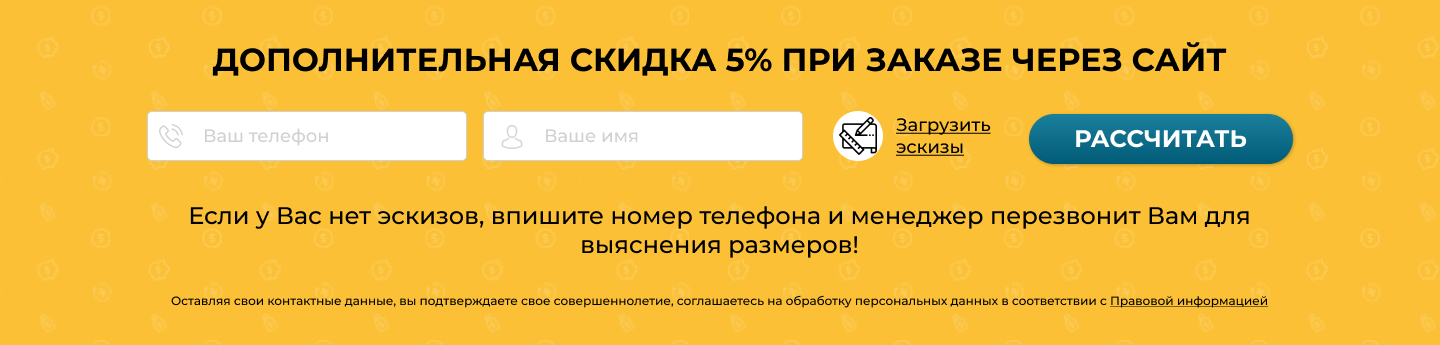 ДОПОЛНИТЕЛЬНАЯ СКИДКА 5% ПРИ ЗАКАЗЕ ЧЕРЕЗ САЙТ
Ваш телефон
Ваше имя
Загрузить
эскизы
РАССЧИТАТЬ
Если у Вас нет эскизов, впишите номер телефона и менеджер перезвонит Вам для
выяснения размеров!
Оставляя свои контактные данные, вы подтверждаете свое совершеннолетие, соглашаетесь на обработку персональных данных в соответствии с Правовой информацией